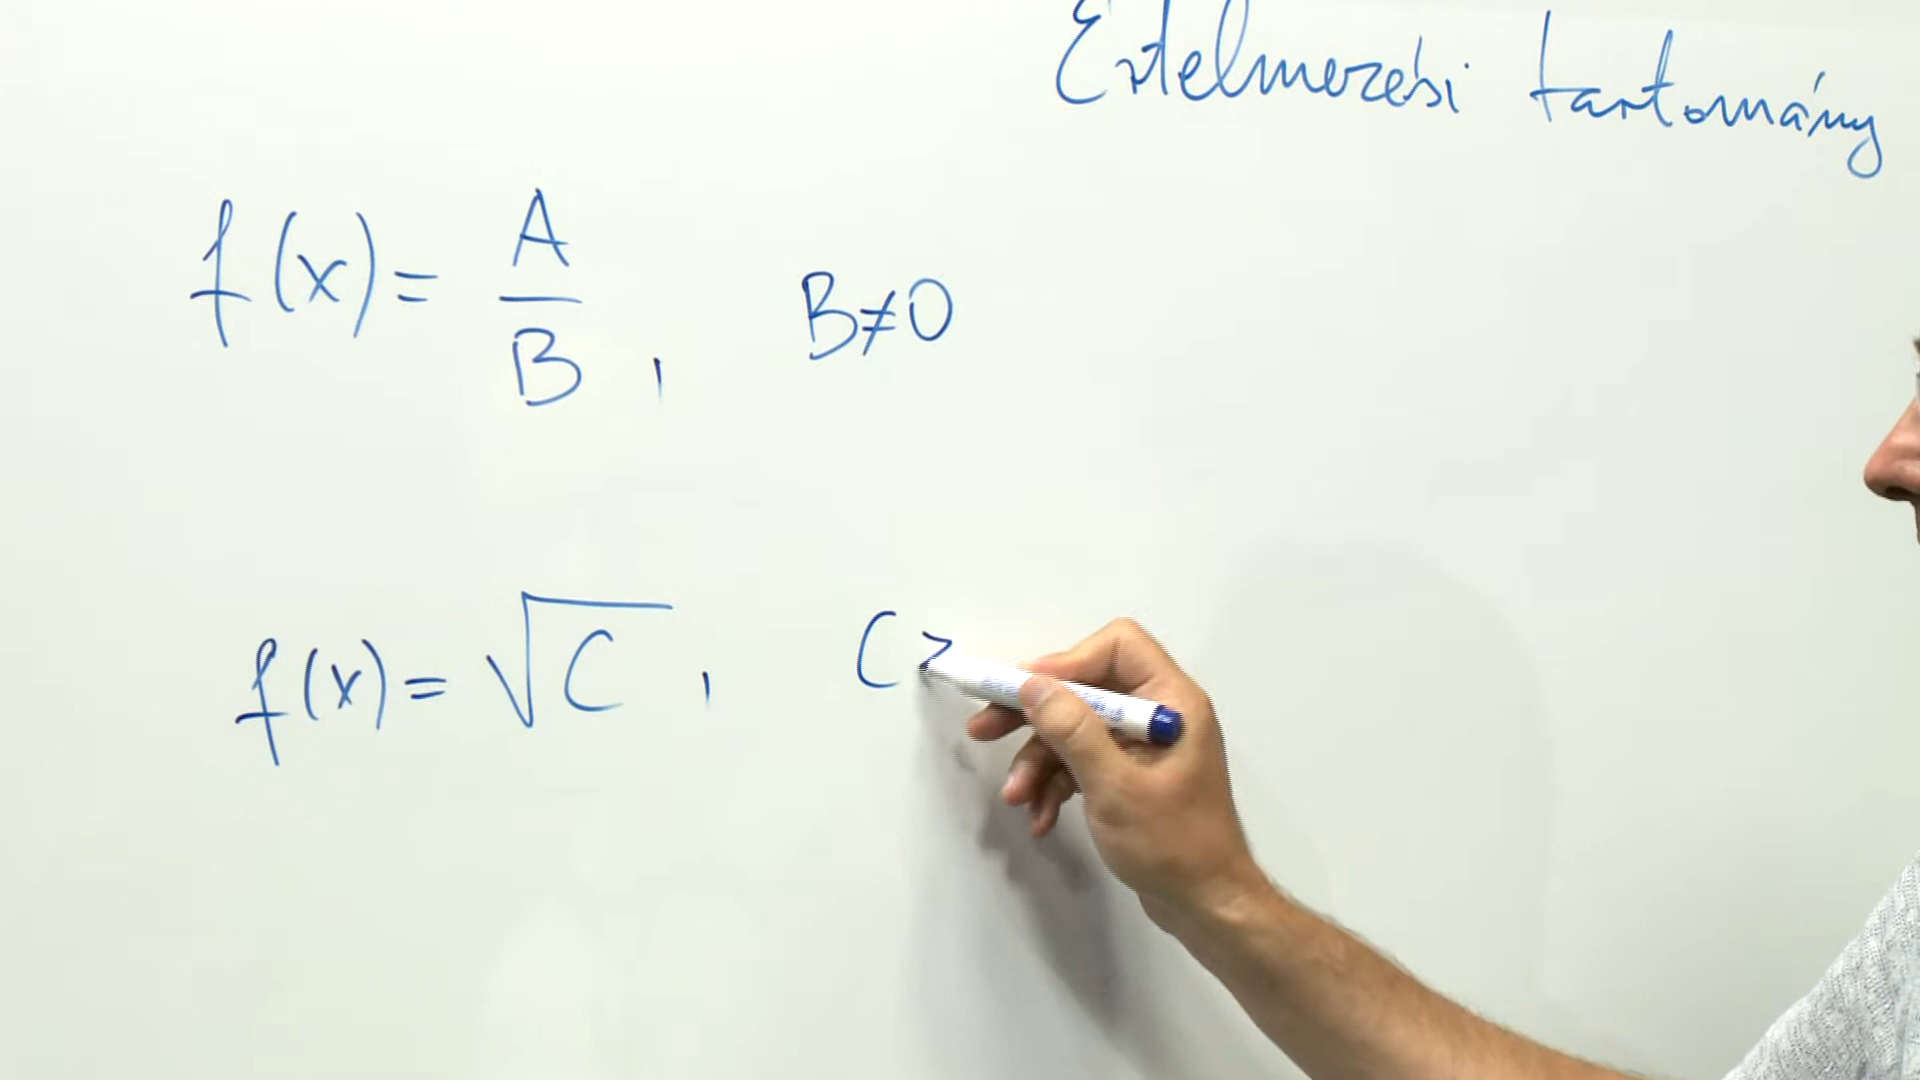 Értelmezési tartomány
f(x) = A/B , B≠0
f(x) = √C , C≥